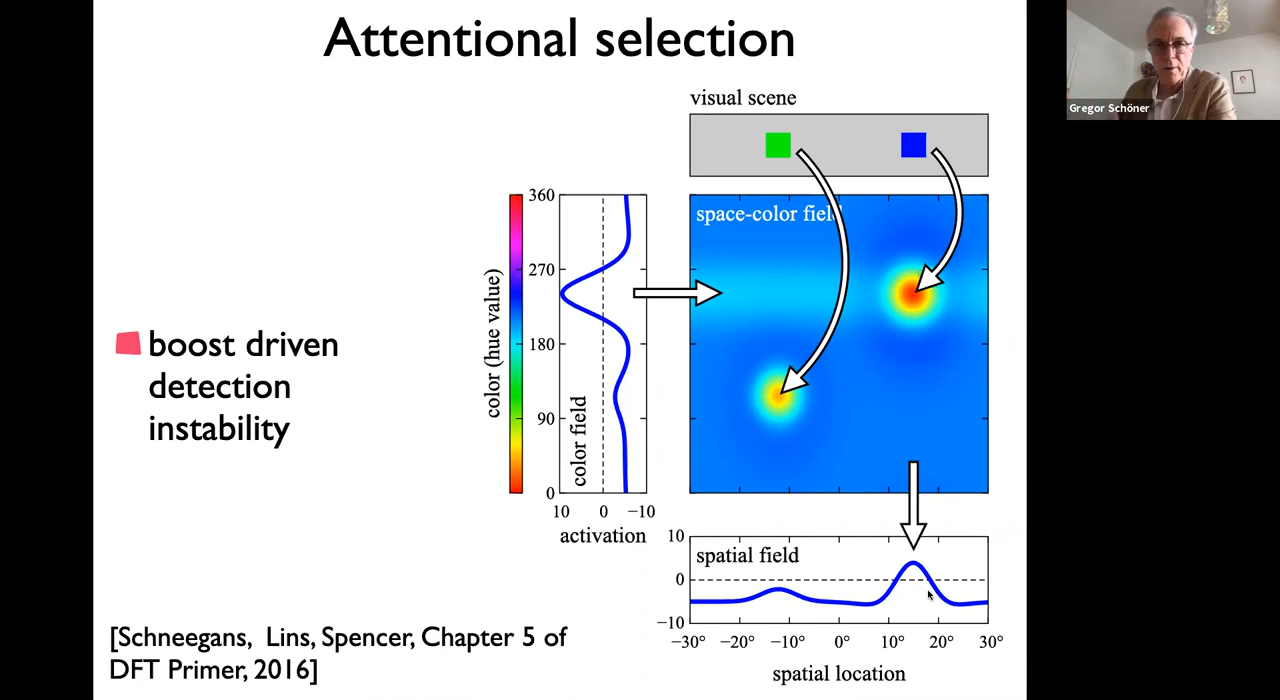 Attentional selection
Gregor Schöner
visual scene
space-color fiel
color (hue value)
360
270
180
90
0
color field
10 0 −10
activation
boost driven
detection
instability
10
0
−10
spatial field
−30° −20° −10° 0° 10° 20° 30°
spatial location
[Schneegans, Lins, Spencer, Chapter 5 of
DFT Primer, 2016]